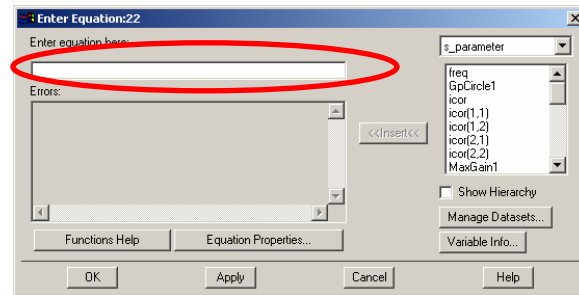 Enter Equation:22
Enter equation here:
s_parameter
Errors:
freq
GpCircle1
icor
icor(1,1)
icor(1,2)
icor(2,1)
icor(2,2)
MaxGain1
<<Insert<<
Show Hierarchy
Manage Datasets...
Functions Help
Equation Properties...
Variable Info...
OK
Apply
Cancel
Help